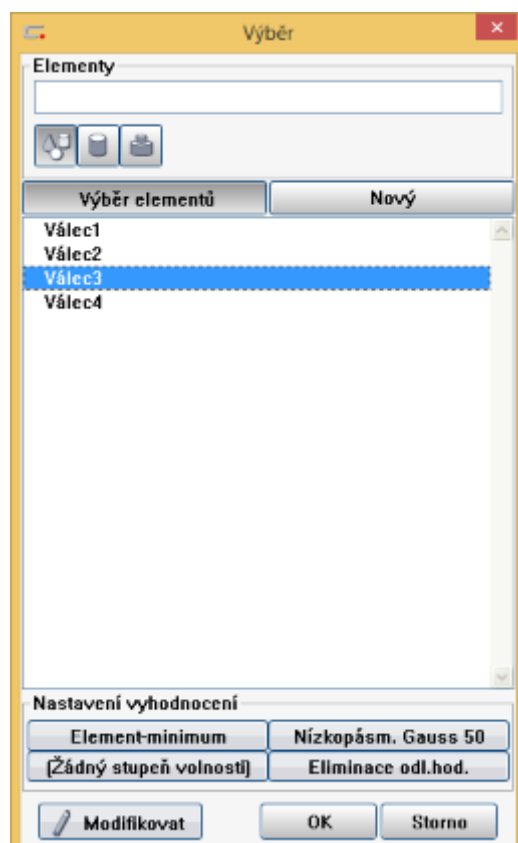 Výběr
Elementy
Výběr elementů Nový
Válec1
Válec2
Válec3
Válec4
Nastavení vyhodnocení
Element-minimum Nízkopásm. Gauss 50
(Žádný stupeň volnosti) Eliminace odl.hod.
Modifikovat OK Storno